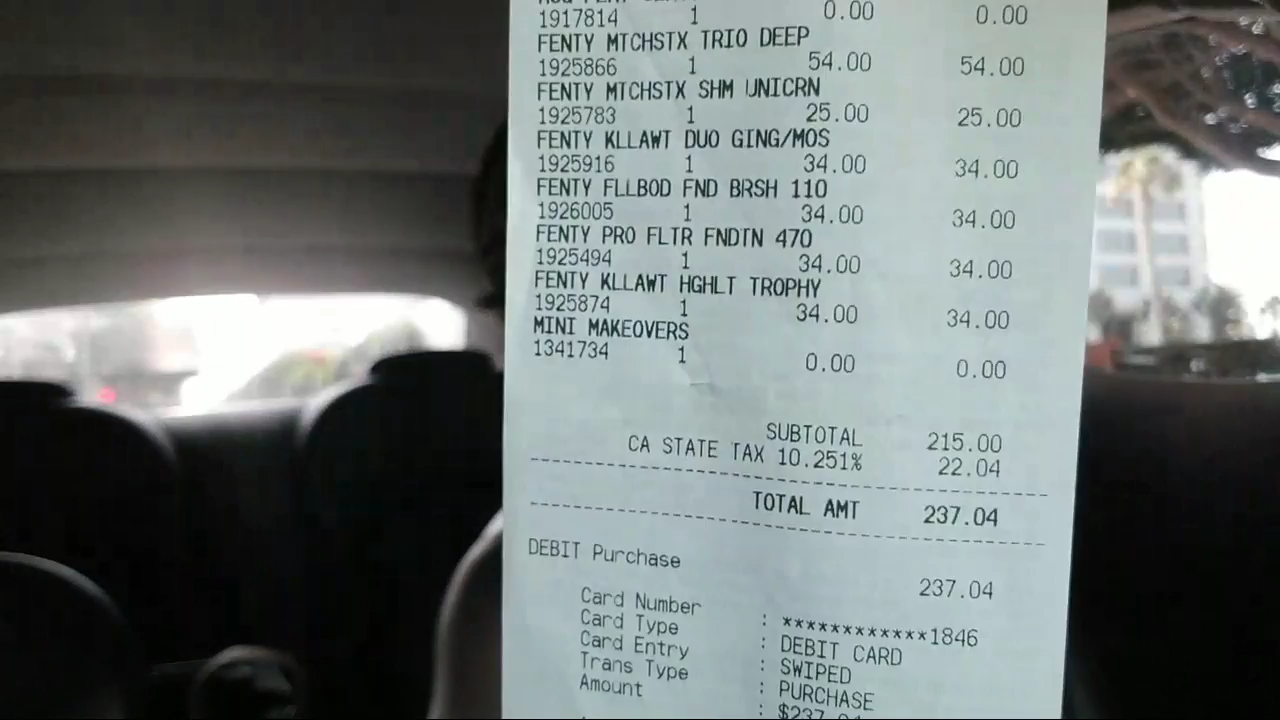 1917814 1 0.00 0.00
FENTY MTCHSTX TRIO DEEP
1925866 1 54.00 54.00
FENTY MTCHSTX SHM UNICRN
1925783 1 25.00 25.00
FENTY KLLAWT DUO GING/MOS
1925916 1 34.00 34.00
FENTY FLLBOD FND BRSH 110
1926005 1 34.00 34.00
FENTY PRO FLTR FNDTN 470
1925494 1 34.00 34.00
FENTY KLLAWT HGHLT TROPHY
1925874 1 34.00 34.00
MINI MAKEOVERS
1341734 1 0.00 0.00
SUBTOTAL 215.00
CA STATE TAX 10.251% 22.04
TOTAL AMT 237.04
DEBIT Purchase
237.04
Card Number : ************1846
Card Type : DEBIT CARD
Card Entry : SWIPED
Trans Type : PURCHASE
Amount : $237.04